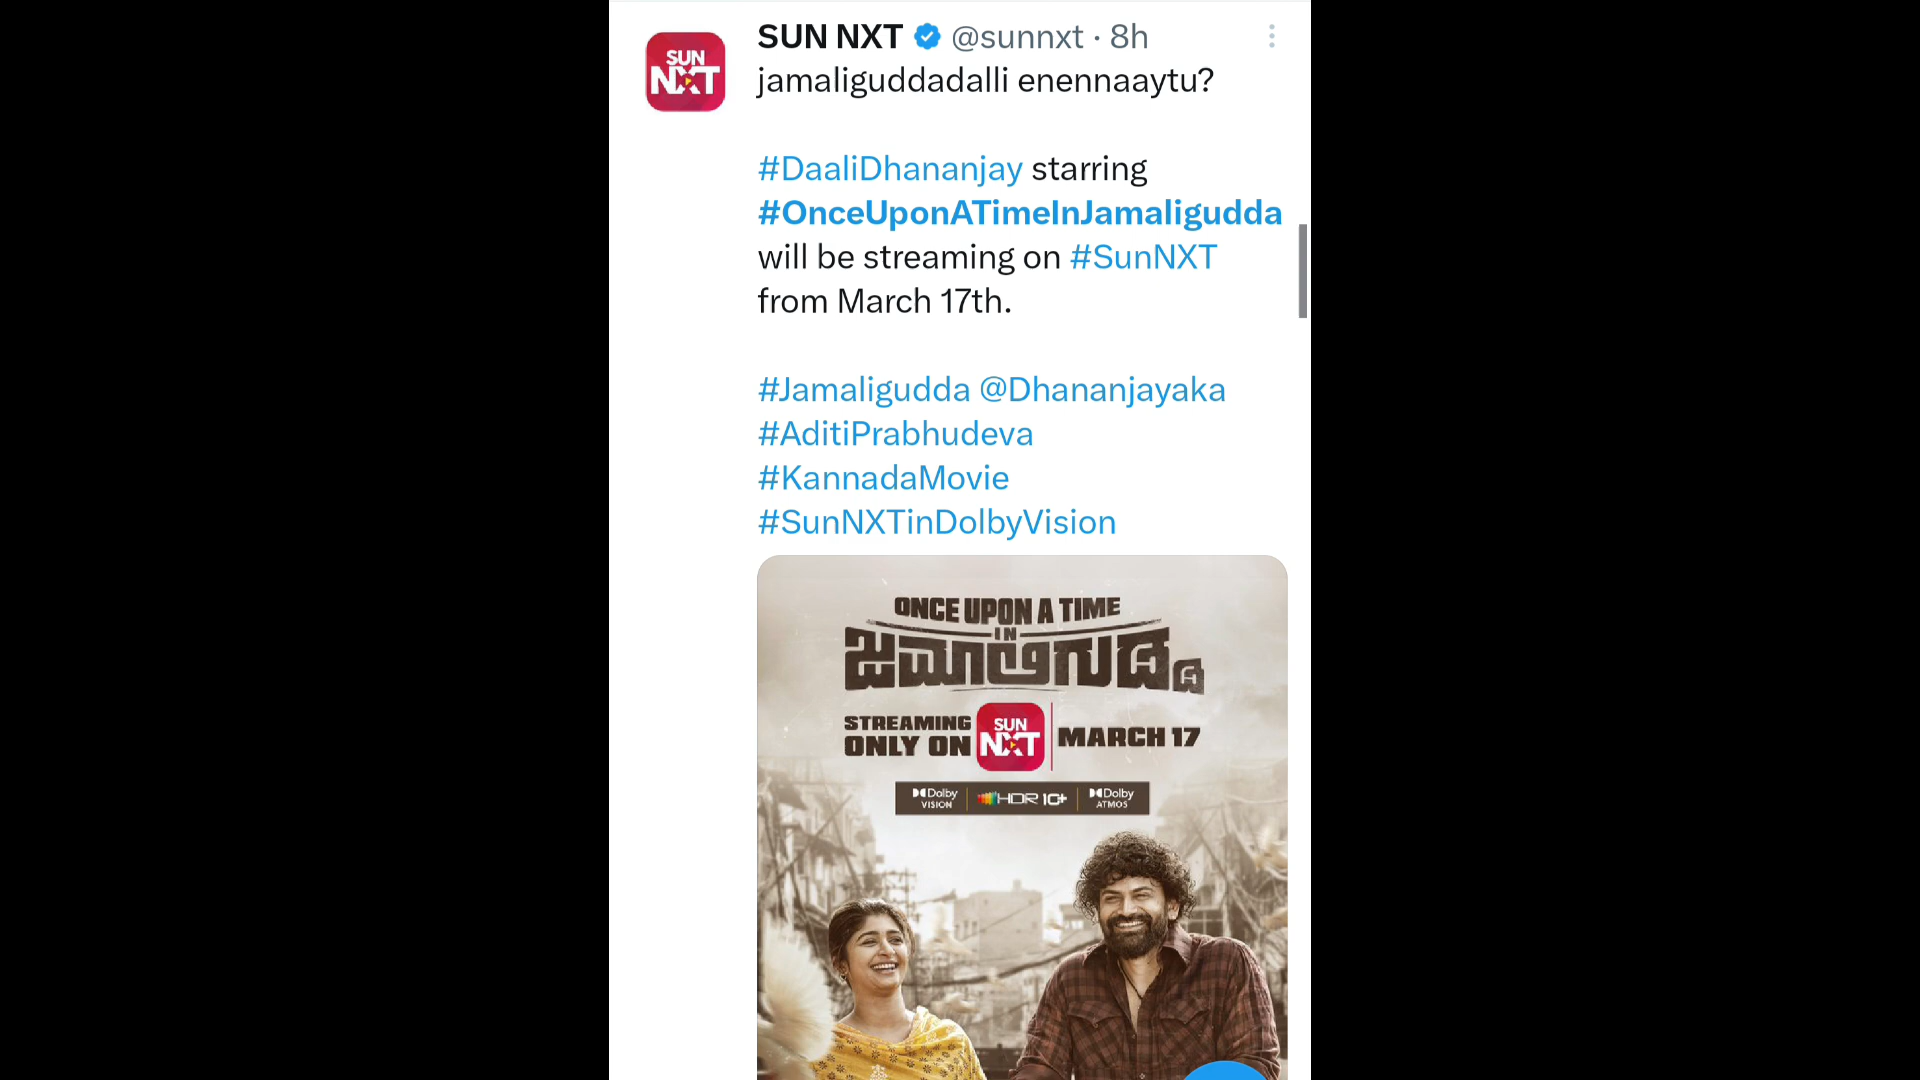 SUN NXT @sunnxt · 8h
SUN NXT
jamaliguddadalli enennaaytu?
#DaaliDhananjay starring
#OnceUponATimeInJamaligudda
will be streaming on #SunNXT
from March 17th.
#Jamaligudda @Dhananjayaka
#AditiPrabhudeva
#KannadaMovie
#SunNXTinDolbyVision
ONCE UPON A TIME
IN
ಜಮಾಲಿಗುಡ್ಡ
STREAMING
ONLY ON
SUN NXT
MARCH 17
Dolby VISION
HDR 10+
Dolby ATMOS